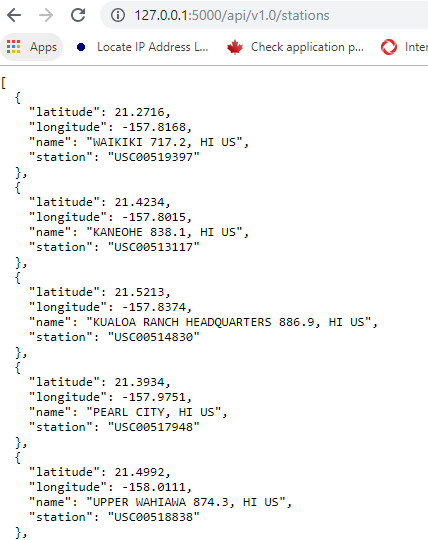 127.0.0.1:5000/api/v1.0/stations
Apps Locate IP Address L... Check application p... Inte
[
  {
    "latitude": 21.2716,
    "longitude": -157.8168,
    "name": "WAIKIKI 717.2, HI US",
    "station": "USC00519397"
  },
  {
    "latitude": 21.4234,
    "longitude": -157.8015,
    "name": "KANEOHE 838.1, HI US",
    "station": "USC00513117"
  },
  {
    "latitude": 21.5213,
    "longitude": -157.8374,
    "name": "KUALOA RANCH HEADQUARTERS 886.9, HI US",
    "station": "USC00514830"
  },
  {
    "latitude": 21.3934,
    "longitude": -157.9751,
    "name": "PEARL CITY, HI US",
    "station": "USC00517948"
  },
  {
    "latitude": 21.4992,
    "longitude": -158.0111,
    "name": "UPPER WAHIAWA 874.3, HI US",
    "station": "USC00518838"
  },